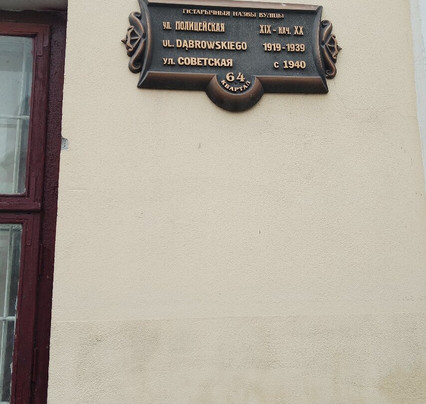 ГІСТАРЫЧНЫЯ НАЗВЫ ВУЛІЦЫ
ул. ПОЛИЦЕЙСКАЯ XIX - НАЧ. XX
UL. DĄBROWSKIEGO 1919-1939
УЛ. СОВЕТСКАЯ С 1940
64
КВАРТАЛ